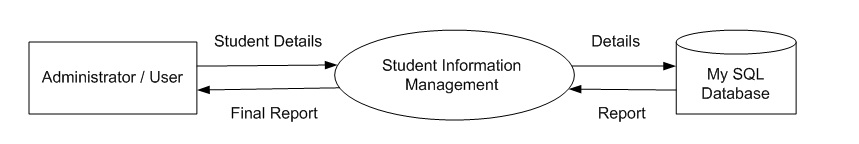 Student Details
Details
Administrator / User
Student Information
Management
My SQL
Database
Final Report
Report